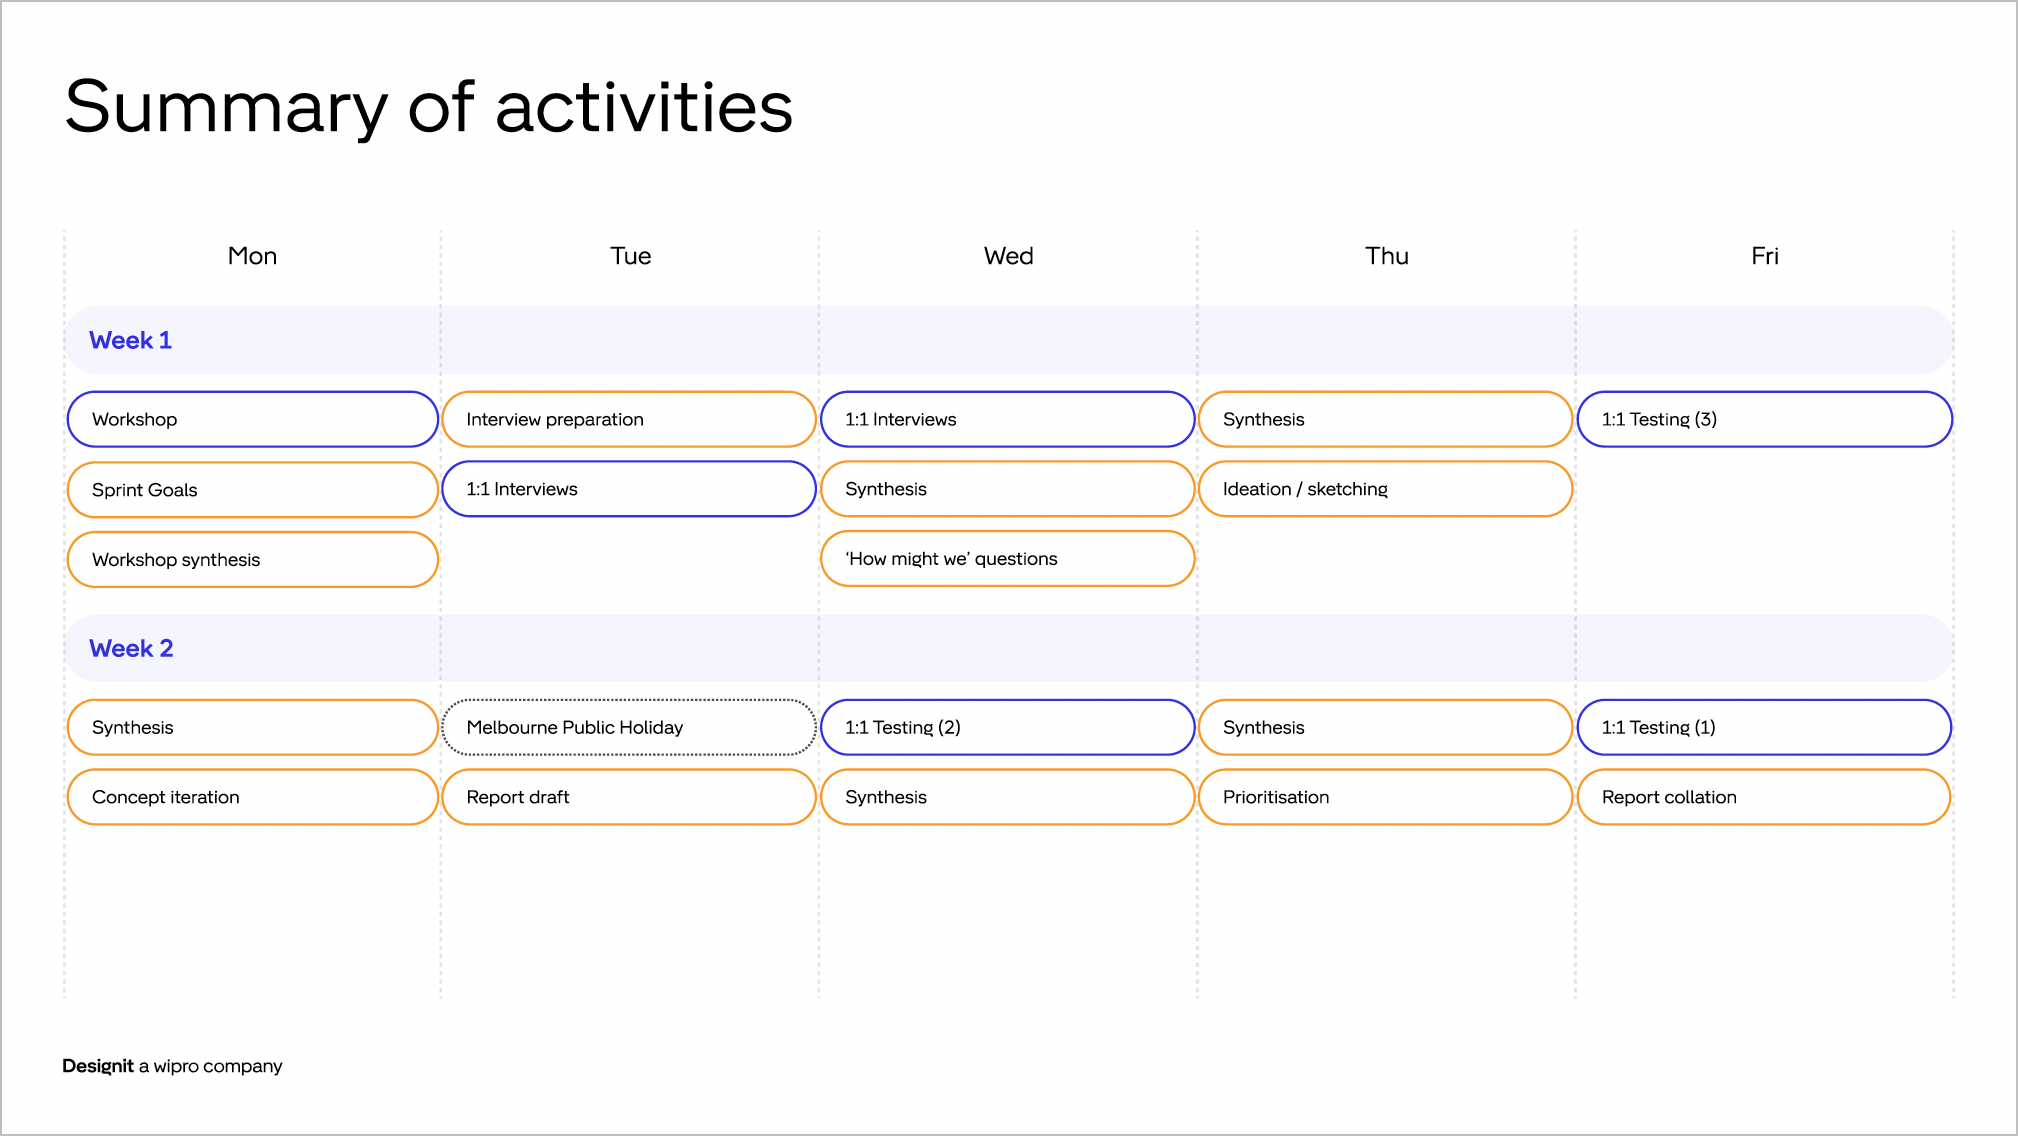 Summary of activities
Mon
Tue
Wed
Thu
Fri
Week 1
Workshop
Interview preparation
1:1 Interviews
Synthesis
1:1 Testing (3)
Sprint Goals
1:1 Interviews
Synthesis
Ideation / sketching
Workshop synthesis
‘How might we’ questions
Week 2
Synthesis
Melbourne Public Holiday
1:1 Testing (2)
Synthesis
1:1 Testing (1)
Concept iteration
Report draft
Synthesis
Prioritisation
Report collation
Designit a wipro company